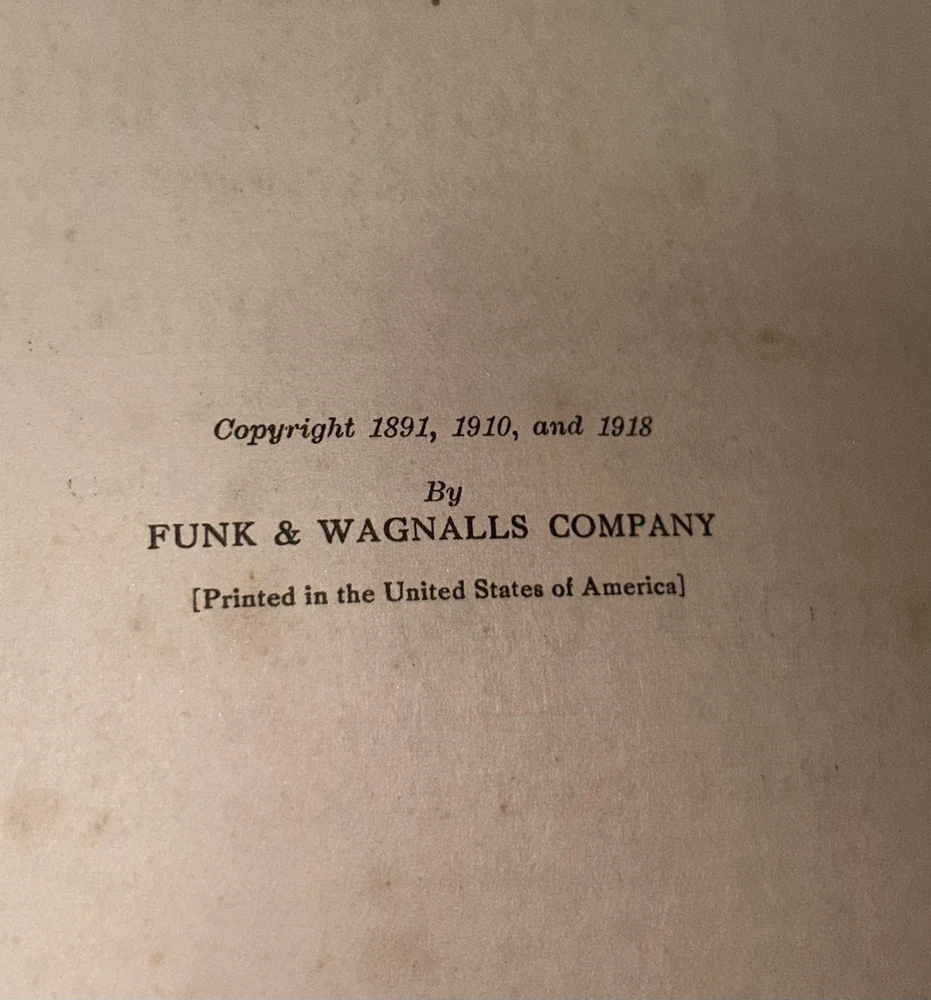 Copyright 1891, 1910, and 1918
By
FUNK & WAGNALLS COMPANY
[Printed in the United States of America]